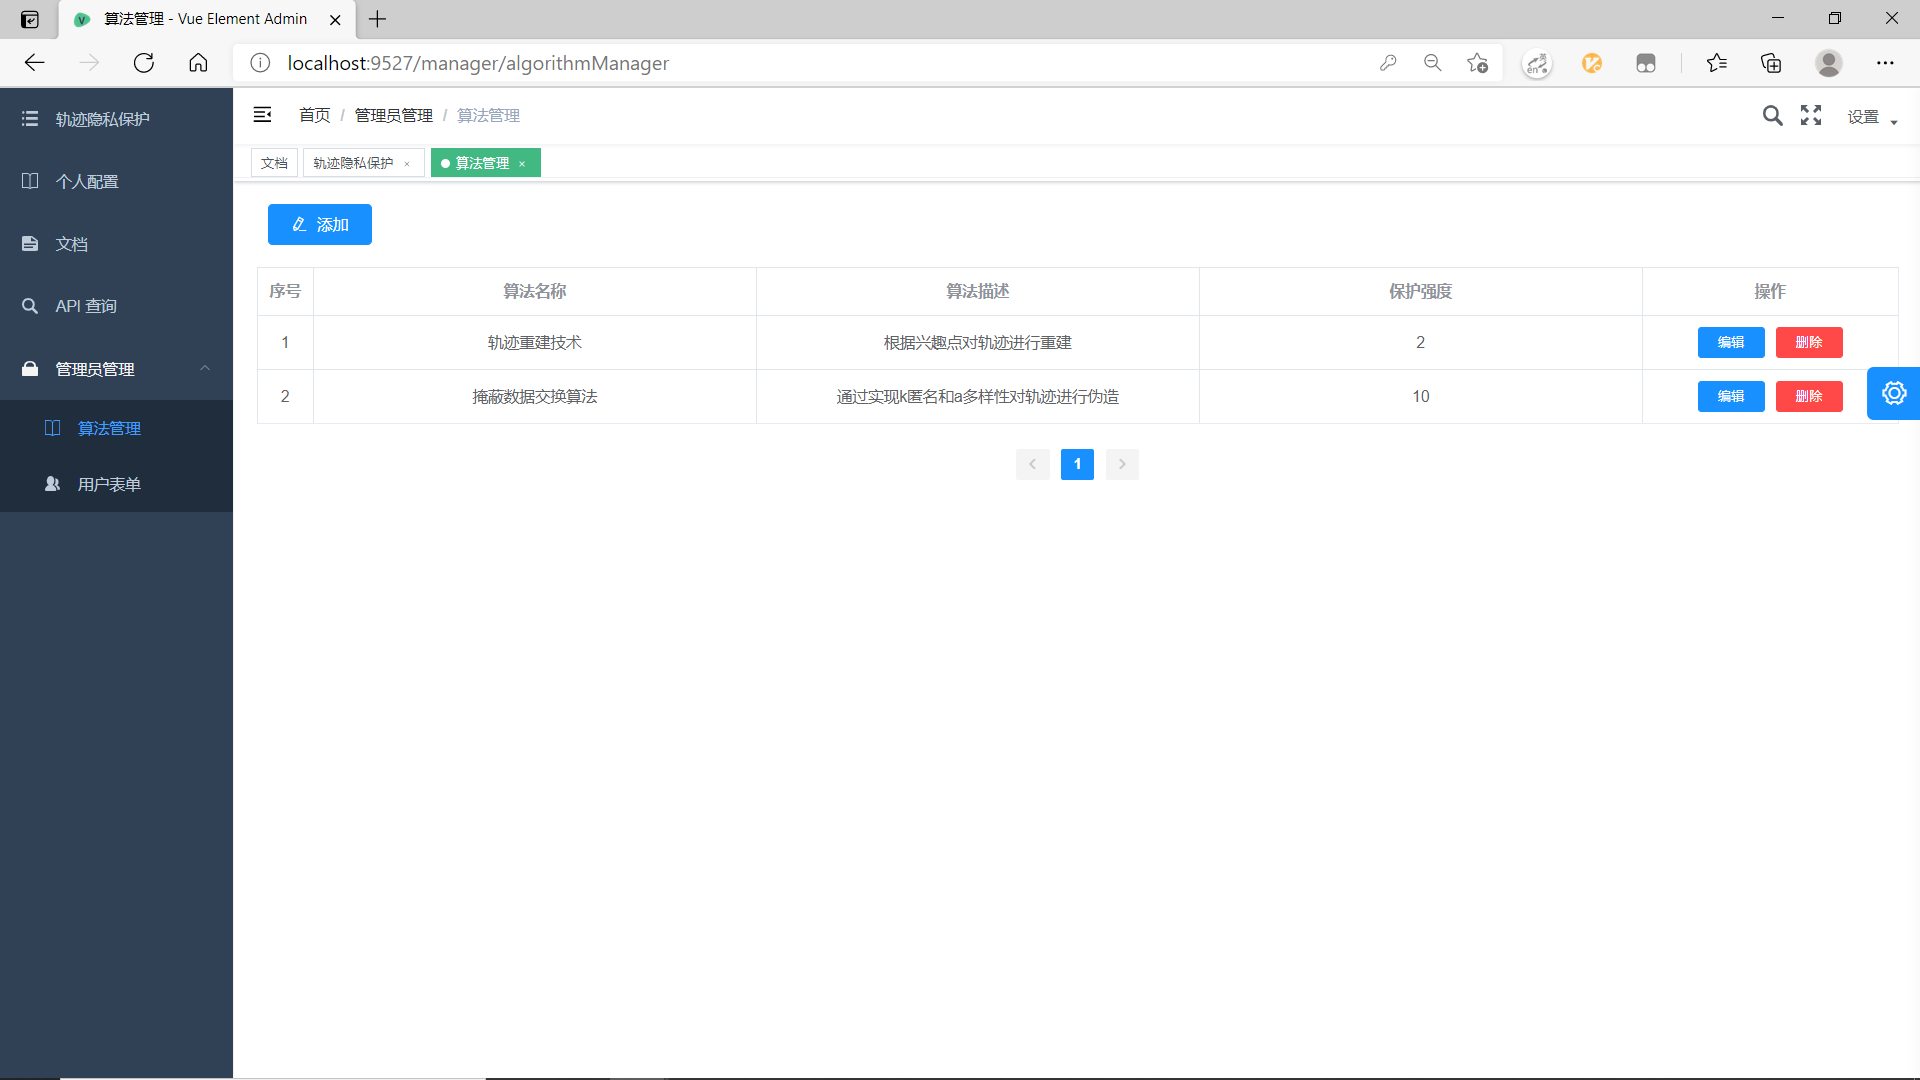 算法管理 - Vue Element Admin
localhost:9527/manager/algorithmManager
轨迹隐私保护
个人配置
文档
API 查询
管理员管理
算法管理
用户表单
首页 / 管理员管理 / 算法管理
设置
文档
轨迹隐私保护 ×
算法管理 ×
添加
序号 算法名称 算法描述 保护强度 操作
1 轨迹重建技术 根据兴趣点对轨迹进行重建 2 编辑 删除
2 掩蔽数据交换算法 通过实现k匿名和a多样性对轨迹进行伪造 10 编辑 删除
1